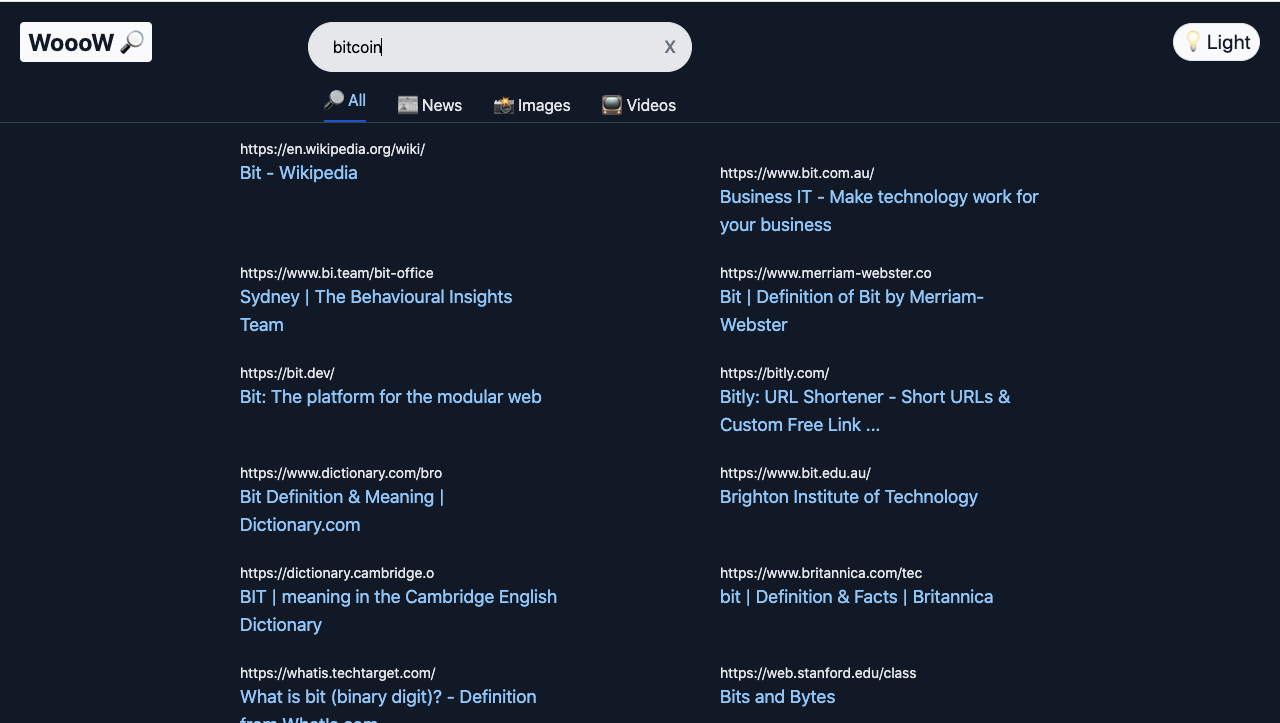 WoooW
bitcoin
X
Light
All
News
Images
Videos
https://en.wikipedia.org/wiki/
Bit - Wikipedia
https://www.bit.com.au/
Business IT - Make technology work for
your business
https://www.bi.team/bit-office
Sydney | The Behavioural Insights
Team
https://www.merriam-webster.co
Bit | Definition of Bit by Merriam-
Webster
https://bit.dev/
Bit: The platform for the modular web
https://bitly.com/
Bitly: URL Shortener - Short URLs &
Custom Free Link ...
https://www.dictionary.com/bro
Bit Definition & Meaning |
Dictionary.com
https://www.bit.edu.au/
Brighton Institute of Technology
https://dictionary.cambridge.o
BIT | meaning in the Cambridge English
Dictionary
https://www.britannica.com/tec
bit | Definition & Facts | Britannica
https://whatis.techtarget.com/
What is bit (binary digit)? - Definition
from WhatIs.com
https://web.stanford.edu/class
Bits and Bytes